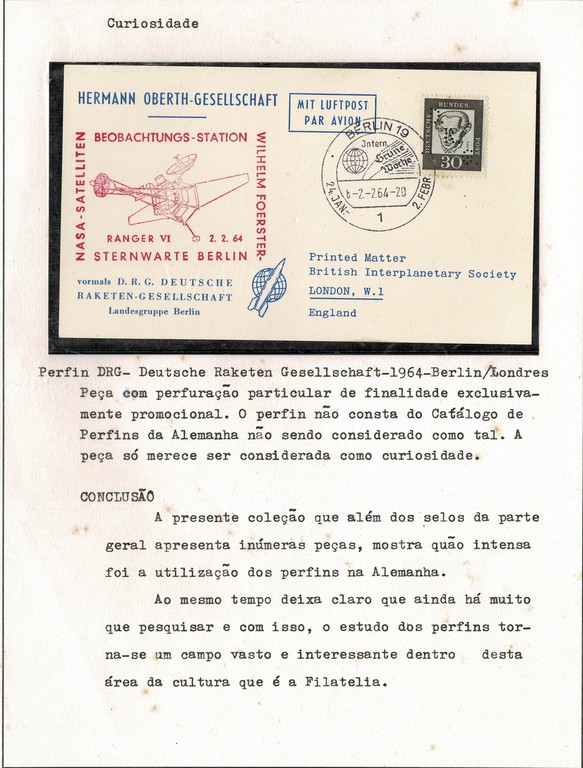 Curiosidade
HERMANN OBERTH-GESELLSCHAFT
MIT LUFTPOST
PAR AVION
NASA-SATELLITEN
BEOBACHTUNGS-STATION
WILHELM FOERSTER-
RANGER VI 2. 2. 64
STERNWARTE BERLIN
vormals D. R. G. DEUTSCHE
RAKETEN-GESELLSCHAFT
Landesgruppe Berlin
BERLIN 19
Intern.
Grüne
Woche
6-2.-2.64-20
24. JAN-
2. FEBR
1
DEUTSCHE
BUNDES
POST
30
Printed Matter
British Interplanetary Society
LONDON, W.1
England
Perfin DRG- Deutsche Raketen Gesellschaft-1964-Berlin/Londres
Peça com perfuração particular de finalidade exclusiva-
mente promocional. O perfin não consta do Catálogo de
Perfins da Alemanha não sendo considerado como tal. A
peça só merece ser considerada como curiosidade.
CONCLUSÃO
A presente coleção que além dos selos da parte
geral apresenta inúmeras peças, mostra quão intensa
foi a utilização dos perfins na Alemanha.
Ao mesmo tempo deixa claro que ainda há muito
que pesquisar e com isso, o estudo dos perfins tor-
na-se um campo vasto e interessante dentro desta
área da cultura que é a Filatelia.